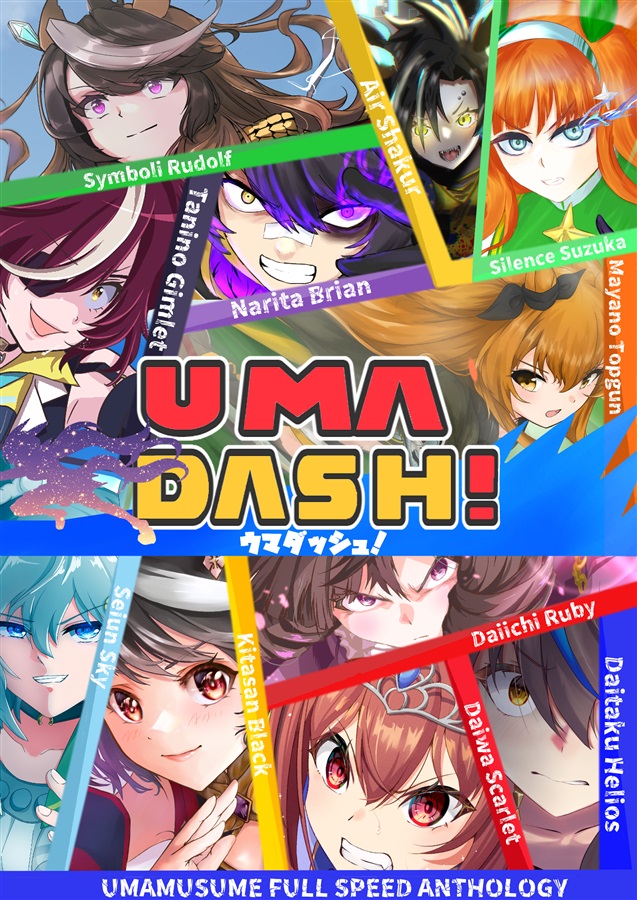 Symboli Rudolf
Air Shakur
Silence Suzuka
Tanino Gimlet
Narita Brian
Mayano Topgun
UMA
DASH!
ウマダッシュ!
Seiun Sky
Kitasan Black
Daiichi Ruby
Daiwa Scarlet
Daitaku Helios
UMAMUSUME FULL SPEED ANTHOLOGY